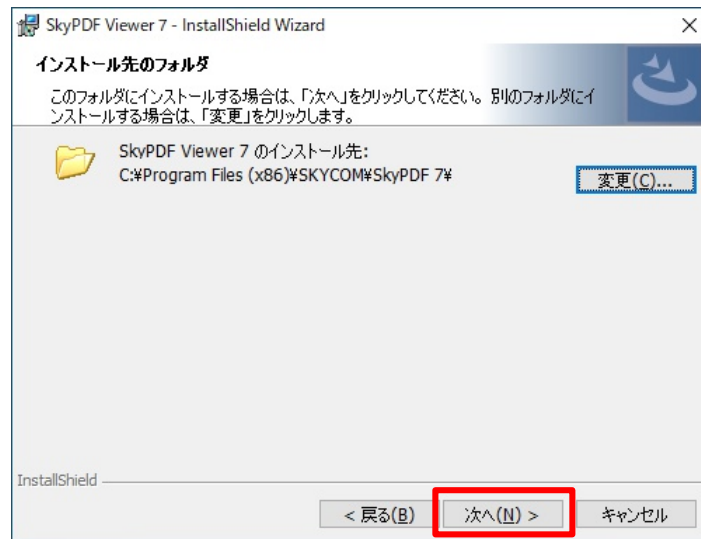 SkyPDF Viewer 7 - InstallShield Wizard
インストール先のフォルダ
このフォルダにインストールする場合は、「次へ」をクリックしてください。別のフォルダにイ
ンストールする場合は、「変更」をクリックします。
SkyPDF Viewer 7 のインストール先:
C:¥Program Files (x86)¥SKYCOM¥SkyPDF 7¥
変更(C)...
InstallShield
< 戻る(B)
次へ(N) >
キャンセル